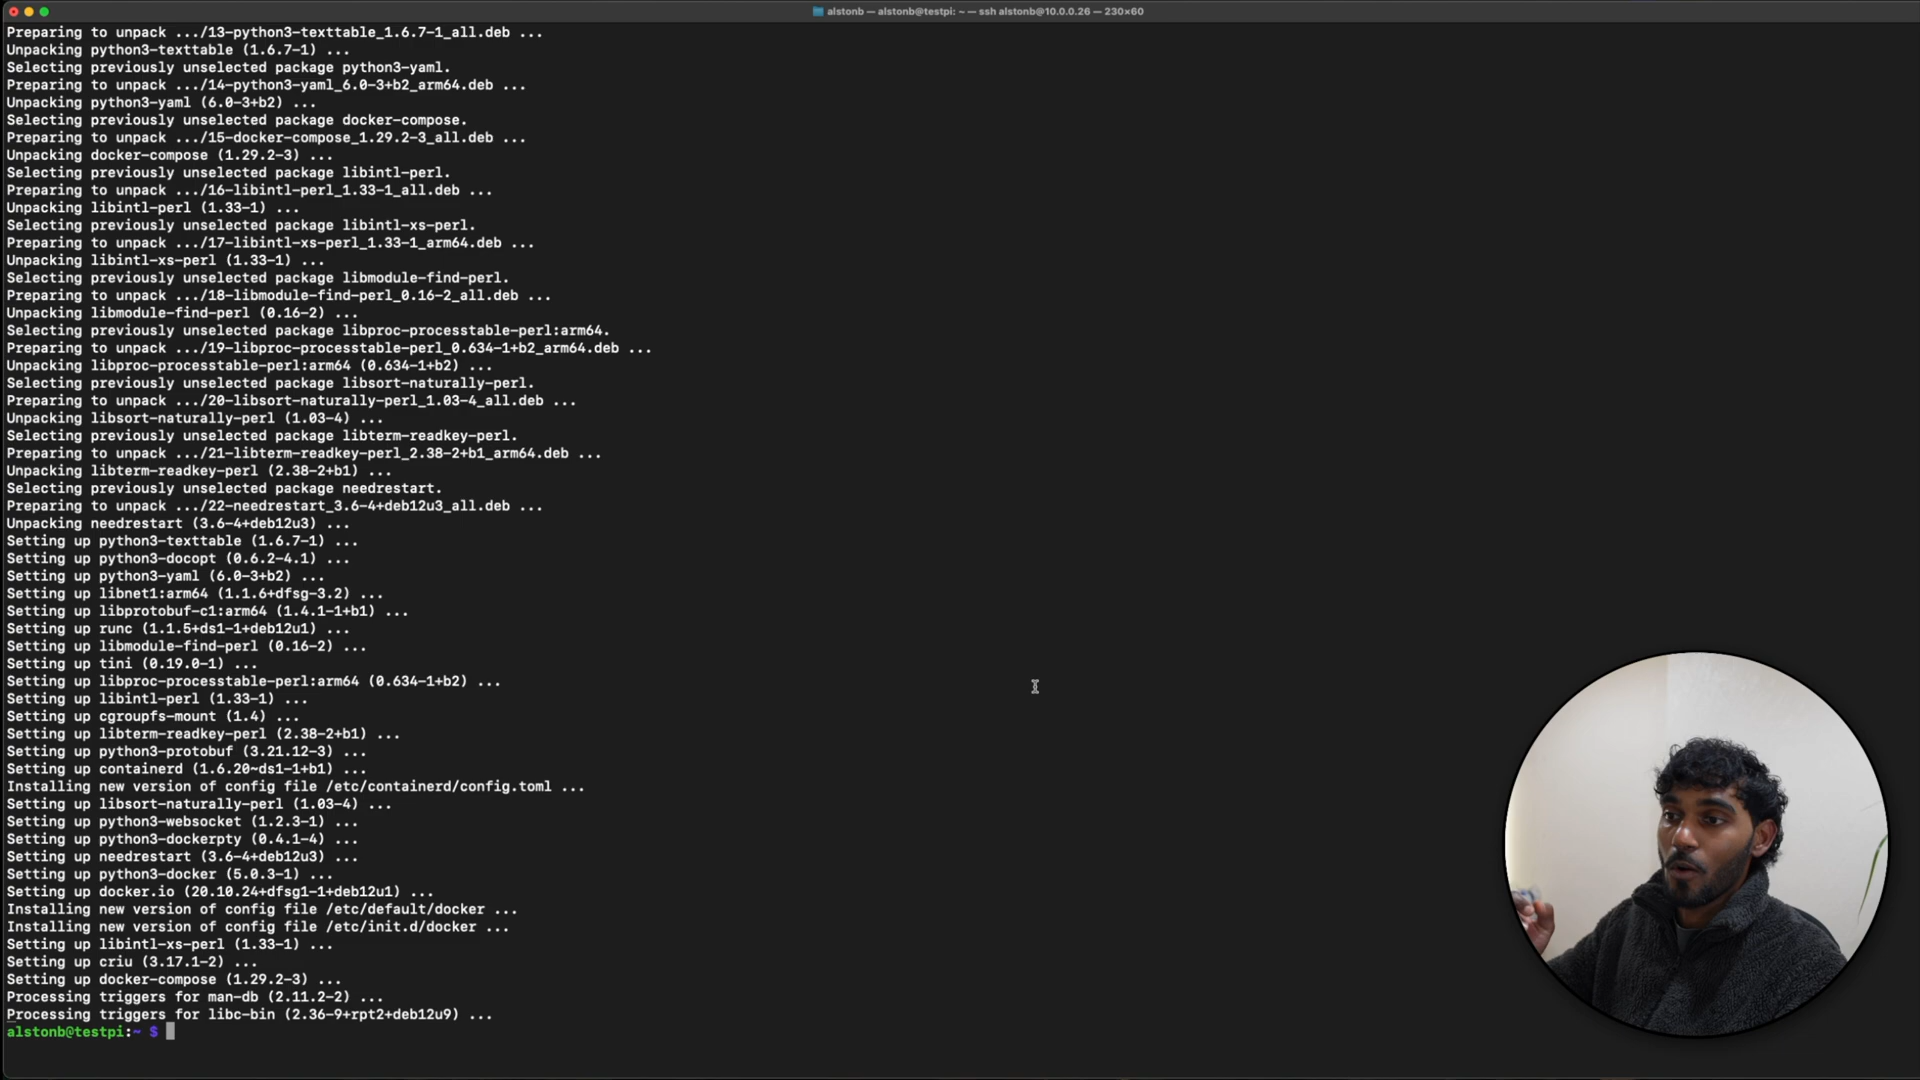 alstonb — alstonb@testpi: ~ — ssh alstonb@10.0.0.26 — 230×60
Preparing to unpack .../13-python3-texttable_1.6.7-1_all.deb ...
Unpacking python3-texttable (1.6.7-1) ...
Selecting previously unselected package python3-yaml.
Preparing to unpack .../14-python3-yaml_6.0-3+b2_arm64.deb ...
Unpacking python3-yaml (6.0-3+b2) ...
Selecting previously unselected package docker-compose.
Preparing to unpack .../15-docker-compose_1.29.2-3_all.deb ...
Unpacking docker-compose (1.29.2-3) ...
Selecting previously unselected package libintl-perl.
Preparing to unpack .../16-libintl-perl_1.33-1_all.deb ...
Unpacking libintl-perl (1.33-1) ...
Selecting previously unselected package libintl-xs-perl.
Preparing to unpack .../17-libintl-xs-perl_1.33-1_arm64.deb ...
Unpacking libintl-xs-perl (1.33-1) ...
Selecting previously unselected package libmodule-find-perl.
Preparing to unpack .../18-libmodule-find-perl_0.16-2_all.deb ...
Unpacking libmodule-find-perl (0.16-2) ...
Selecting previously unselected package libproc-processtable-perl:arm64.
Preparing to unpack .../19-libproc-processtable-perl_0.634-1+b2_arm64.deb ...
Unpacking libproc-processtable-perl:arm64 (0.634-1+b2) ...
Selecting previously unselected package libsort-naturally-perl.
Preparing to unpack .../20-libsort-naturally-perl_1.03-4_all.deb ...
Unpacking libsort-naturally-perl (1.03-4) ...
Selecting previously unselected package libterm-readkey-perl.
Preparing to unpack .../21-libterm-readkey-perl_2.38-2+b1_arm64.deb ...
Unpacking libterm-readkey-perl (2.38-2+b1) ...
Selecting previously unselected package needrestart.
Preparing to unpack .../22-needrestart_3.6-4+deb12u3_all.deb ...
Unpacking needrestart (3.6-4+deb12u3) ...
Setting up python3-texttable (1.6.7-1) ...
Setting up python3-docopt (0.6.2-4.1) ...
Setting up python3-yaml (6.0-3+b2) ...
Setting up libnet1:arm64 (1.1.6+dfsg-3.2) ...
Setting up libprotobuf-c1:arm64 (1.4.1-1+b1) ...
Setting up runc (1.1.5+ds1-1+deb12u1) ...
Setting up libmodule-find-perl (0.16-2) ...
Setting up tini (0.19.0-1) ...
Setting up libproc-processtable-perl:arm64 (0.634-1+b2) ...
Setting up libintl-perl (1.33-1) ...
Setting up cgroupfs-mount (1.4) ...
Setting up libterm-readkey-perl (2.38-2+b1) ...
Setting up python3-protobuf (3.21.12-3) ...
Setting up containerd (1.6.20~ds1-1+b1) ...
Installing new version of config file /etc/containerd/config.toml ...
Setting up libsort-naturally-perl (1.03-4) ...
Setting up python3-websocket (1.2.3-1) ...
Setting up python3-dockerpty (0.4.1-4) ...
Setting up needrestart (3.6-4+deb12u3) ...
Setting up python3-docker (5.0.3-1) ...
Setting up docker.io (20.10.24+dfsg1-1+deb12u1) ...
Installing new version of config file /etc/default/docker ...
Installing new version of config file /etc/init.d/docker ...
Setting up libintl-xs-perl (1.33-1) ...
Setting up criu (3.17.1-2) ...
Setting up docker-compose (1.29.2-3) ...
Processing triggers for man-db (2.11.2-2) ...
Processing triggers for libc-bin (2.36-9+rpt2+deb12u9) ...
alstonb@testpi:~ $